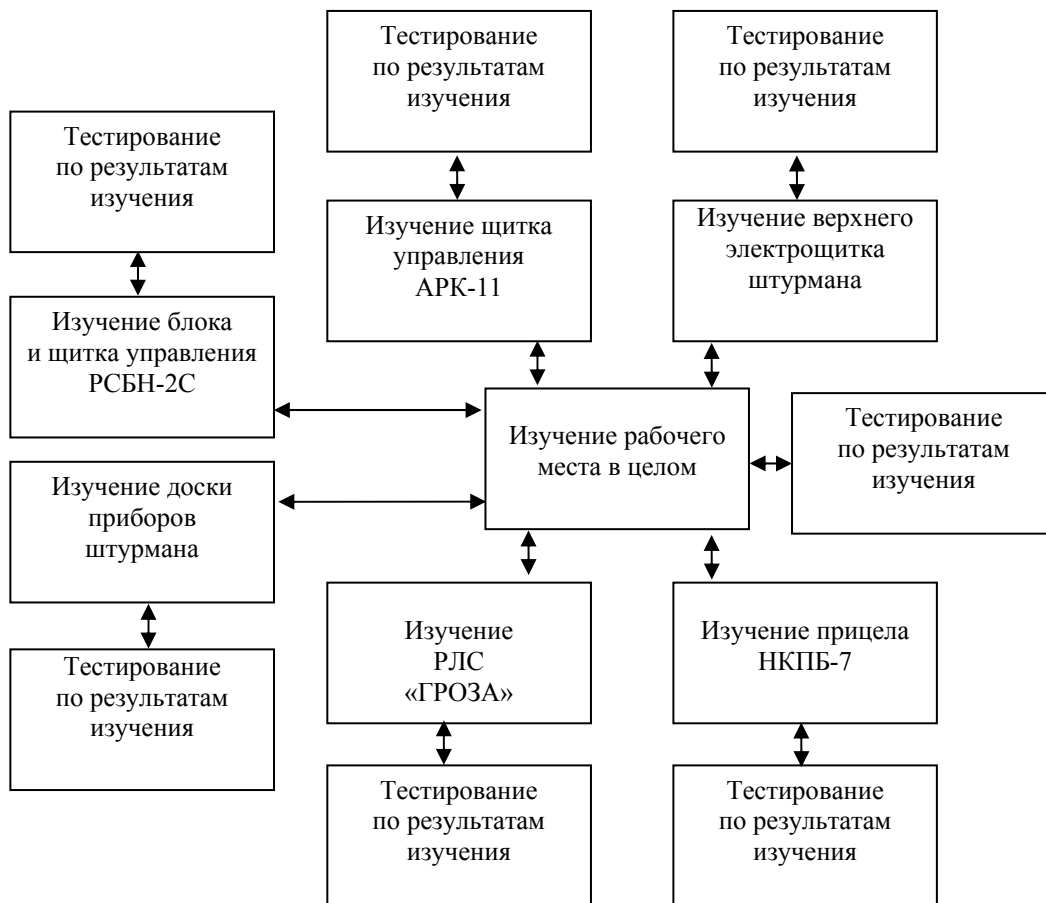 Тестирование
по результатам
изучения
Тестирование
по результатам
изучения
Тестирование
по результатам
изучения
Изучение щитка
управления
АРК-11
Изучение верхнего
электрощитка
штурмана
Изучение блока
и щитка управления
РСБН-2С
Изучение рабочего
места в целом
Тестирование
по результатам
изучения
Изучение доски
приборов
штурмана
Изучение
РЛС
«ГРОЗА»
Изучение прицела
НКПБ-7
Тестирование
по результатам
изучения
Тестирование
по результатам
изучения
Тестирование
по результатам
изучения